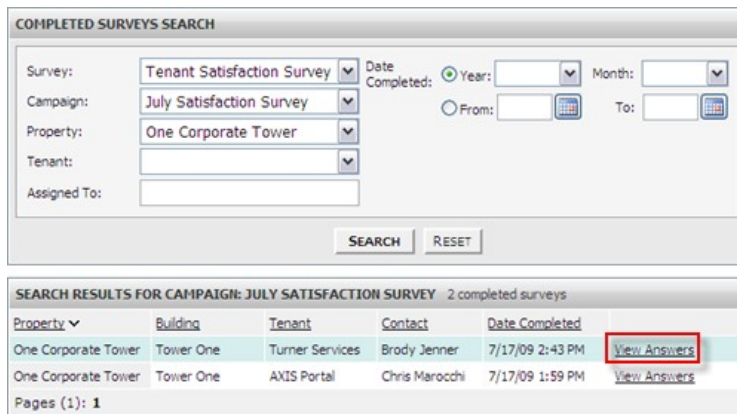 COMPLETED SURVEYS SEARCH
Survey: Tenant Satisfaction Survey Date Completed: Year: Month:
Campaign: July Satisfaction Survey From: To:
Property: One Corporate Tower
Tenant:
Assigned To:
SEARCH RESET
SEARCH RESULTS FOR CAMPAIGN: JULY SATISFACTION SURVEY 2 completed surveys
Property Building Tenant Contact Date Completed
One Corporate Tower Tower One Turner Services Brody Jenner 7/17/09 2:43 PM View Answers
One Corporate Tower Tower One AXIS Portal Chris Marocchi 7/17/09 1:59 PM View Answers
Pages (1): 1